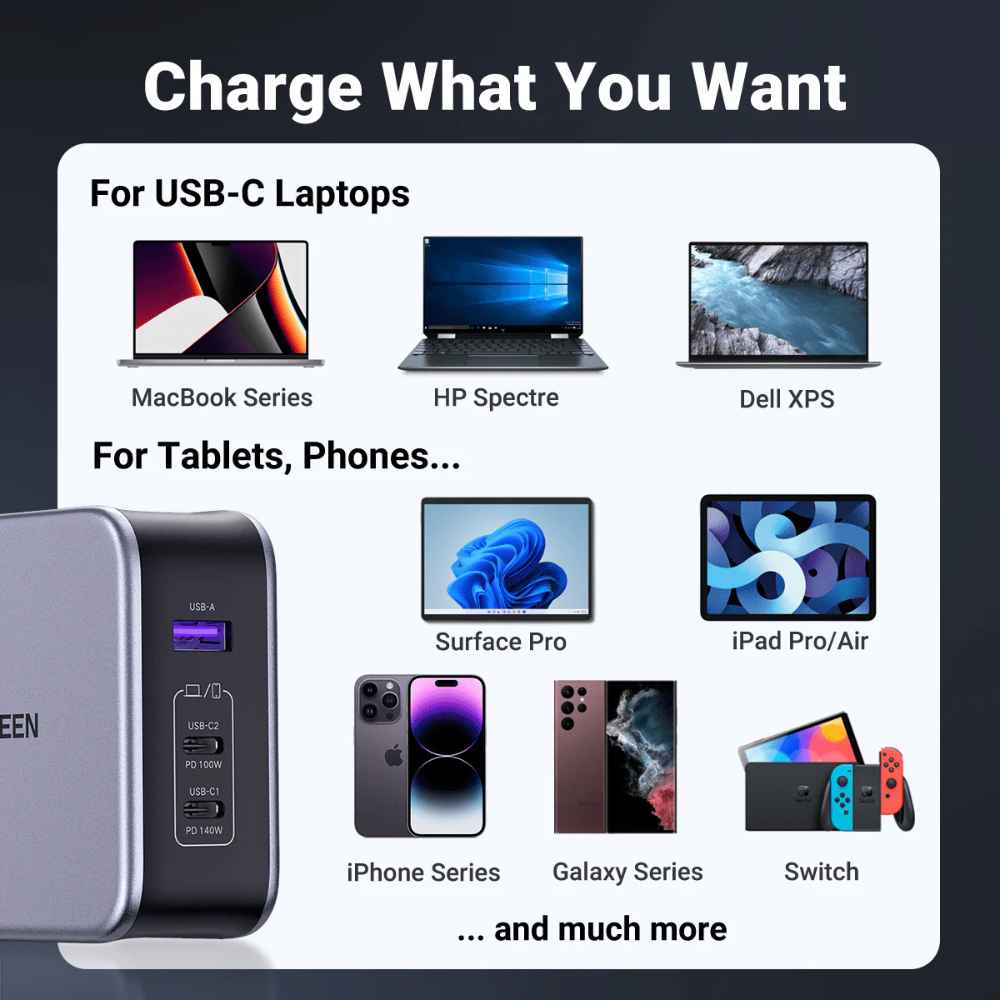 Charge What You Want
For USB-C Laptops
MacBook Series
HP Spectre
Dell XPS
For Tablets, Phones...
Surface Pro
iPad Pro/Air
USB-A
EEN
USB-C2
PD 100W
USB-C1
PD 140W
iPhone Series
Galaxy Series
Switch
... and much more